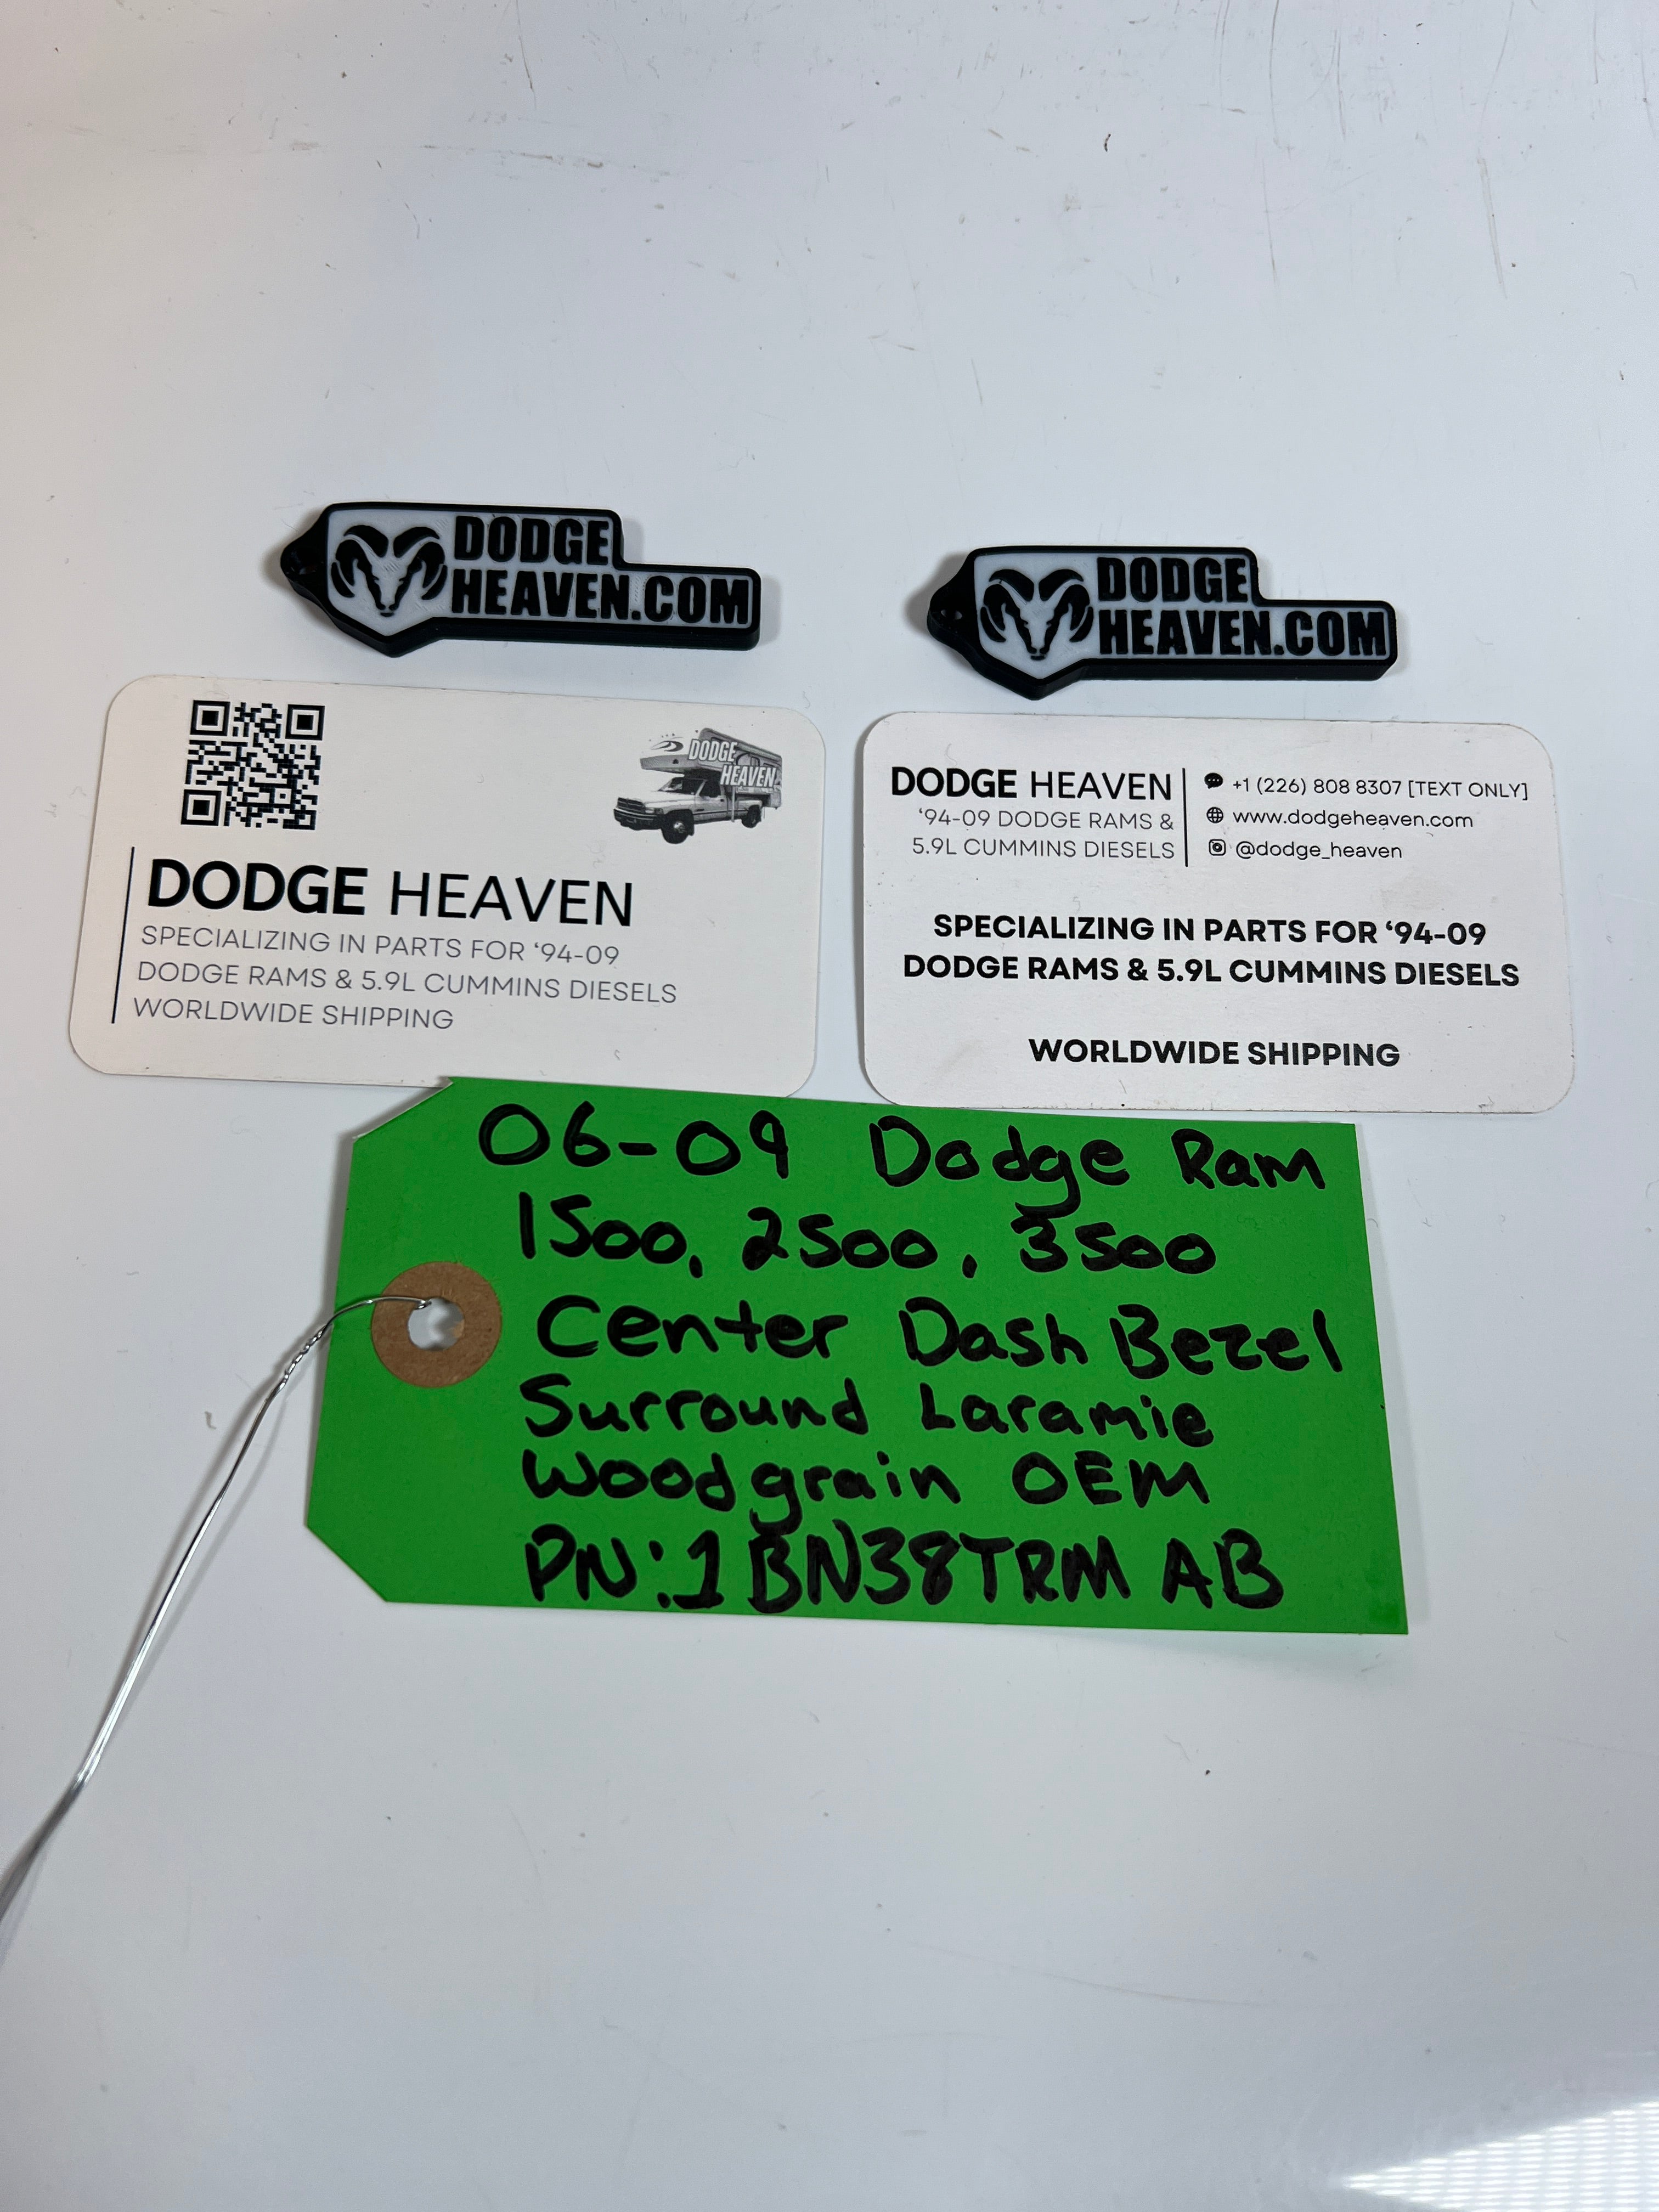 DODGE
HEAVEN.COM
DODGE
HEAVEN.COM
DODGE
HEAVEN
DODGE HEAVEN
SPECIALIZING IN PARTS FOR ‘94-09
DODGE RAMS & 5.9L CUMMINS DIESELS
WORLDWIDE SHIPPING
DODGE HEAVEN
‘94-09 DODGE RAMS &
5.9L CUMMINS DIESELS
+1 (226) 808 8307 [TEXT ONLY]
www.dodgeheaven.com
@dodge_heaven
SPECIALIZING IN PARTS FOR ‘94-09
DODGE RAMS & 5.9L CUMMINS DIESELS
WORLDWIDE SHIPPING
06-09 Dodge Ram
1500, 2500, 3500
Center Dash Bezel
Surround Laramie
Woodgrain OEM
PN:1BN38TRM AB